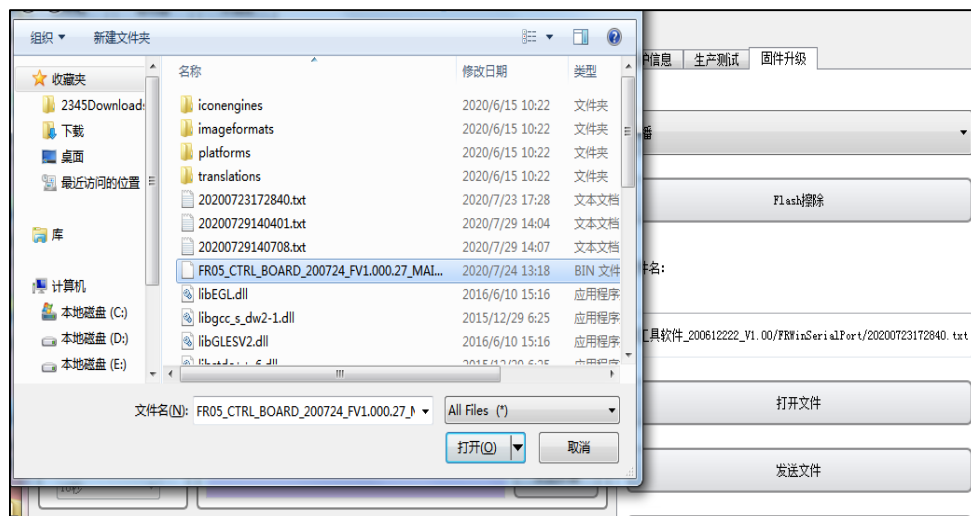 组织 新建文件夹
收藏夹
2345Downloads
下载
桌面
最近访问的位置
库
计算机
本地磁盘 (C:)
本地磁盘 (D:)
本地磁盘 (E:)
名称 修改日期 类型
iconengines 2020/6/15 10:22 文件夹
imageformats 2020/6/15 10:22 文件夹
platforms 2020/6/15 10:22 文件夹
translations 2020/6/15 10:22 文件夹
20200723172840.txt 2020/7/23 17:28 文本文档
20200729140401.txt 2020/7/29 14:04 文本文档
20200729140708.txt 2020/7/29 14:07 文本文档
FR05_CTRL_BOARD_200724_FV1.000.27_MAI... 2020/7/24 13:18 BIN 文件
libEGL.dll 2016/6/10 15:16 应用程序
libgcc_s_dw2-1.dll 2015/12/29 6:25 应用程序
libGLESV2.dll 2016/6/10 15:16 应用程序
文件名(N): FR05_CTRL_BOARD_200724_FV1.000.27_M All Files (*)
打开(O) 取消
信息 生产测试 固件升级
播
Flash擦除
件名:
工具软件_200612222_V1.00/FRWinSerialPort/20200723172840.txt
打开文件
发送文件